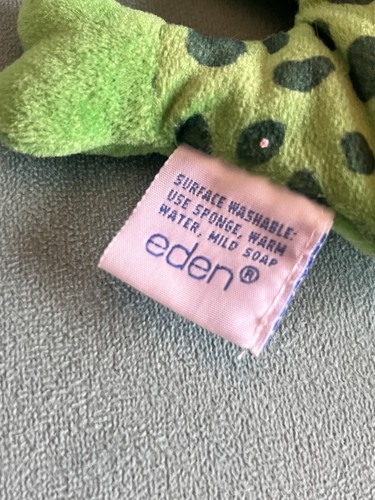 SURFACE WASHABLE:
USE SPONGE, WARM
WATER, MILD SOAP
eden®